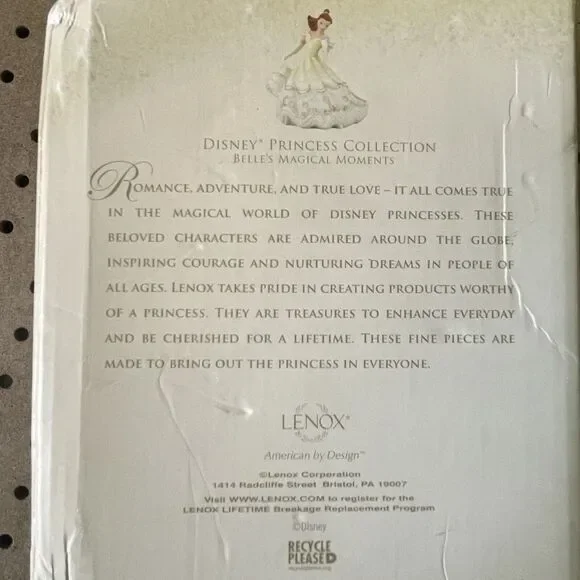 DISNEY® PRINCESS COLLECTION
BELLE'S MAGICAL MOMENTS
ROMANCE, ADVENTURE, AND TRUE LOVE – IT ALL COMES TRUE
IN THE MAGICAL WORLD OF DISNEY PRINCESSES. THESE
BELOVED CHARACTERS ARE ADMIRED AROUND THE GLOBE,
INSPIRING COURAGE AND NURTURING DREAMS IN PEOPLE OF
ALL AGES. LENOX TAKES PRIDE IN CREATING PRODUCTS WORTHY
OF A PRINCESS. THEY ARE TREASURES TO ENHANCE EVERYDAY
AND BE CHERISHED FOR A LIFETIME. THESE FINE PIECES ARE
MADE TO BRING OUT THE PRINCESS IN EVERYONE.
LENOX®
American by Design™
©Lenox Corporation
1414 Radcliffe Street Bristol, PA 19007
Visit WWW.LENOX.COM to register for the
LENOX LIFETIME Breakage Replacement Program
©Disney
RECYCLE
PLEASED
recyclaholics.org